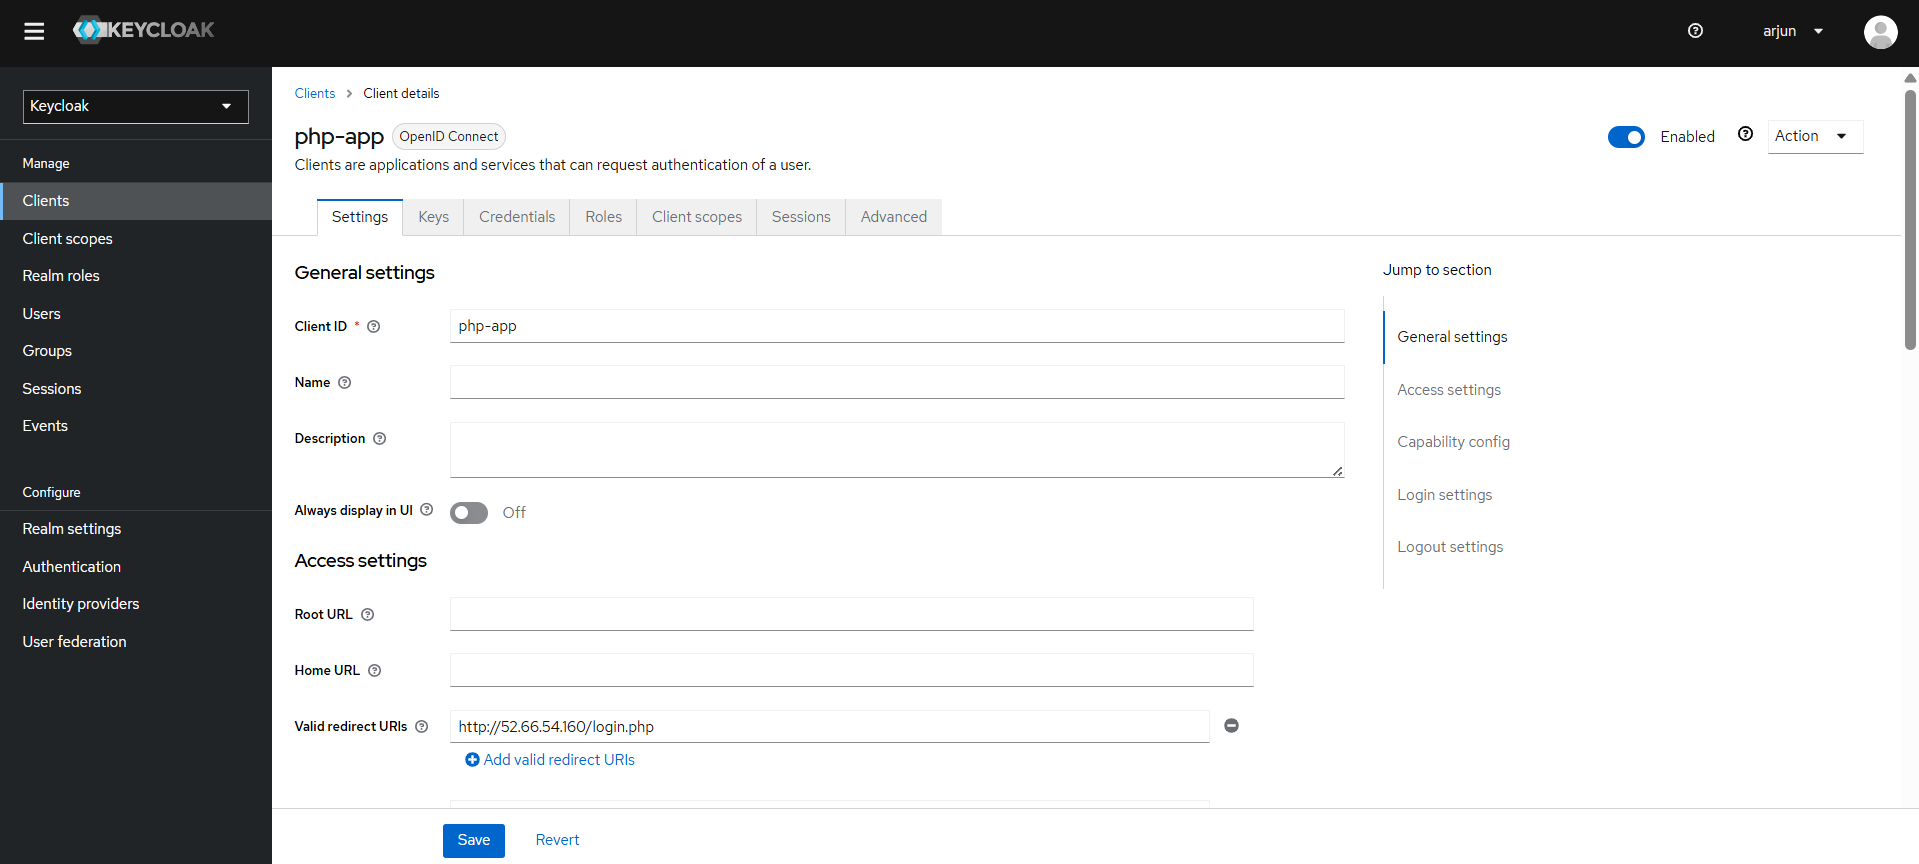 KEYCLOAK
arjun
Keycloak
Manage
Clients
Client scopes
Realm roles
Users
Groups
Sessions
Events
Configure
Realm settings
Authentication
Identity providers
User federation
Clients > Client details
php-app OpenID Connect
Enabled Action
Clients are applications and services that can request authentication of a user.
Settings Keys Credentials Roles Client scopes Sessions Advanced
General settings
Client ID * php-app
Name
Description
Always display in UI Off
Access settings
Root URL
Home URL
Valid redirect URIs http://52.66.54.160/login.php
Add valid redirect URIs
Save Revert
Jump to section
General settings
Access settings
Capability config
Login settings
Logout settings